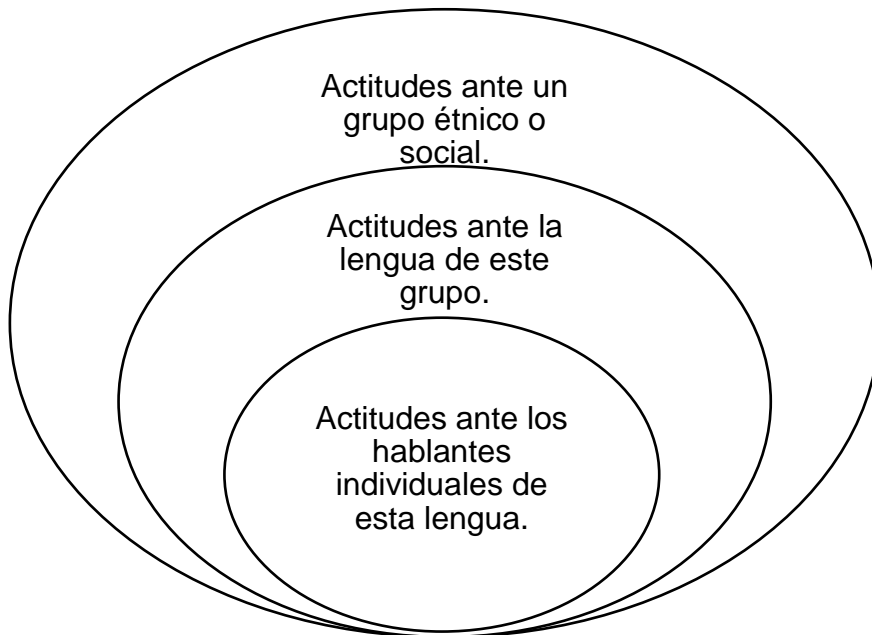 Actitudes ante un
grupo étnico o
social.
Actitudes ante la
lengua de este
grupo.
Actitudes ante los
hablantes
individuales de
esta lengua.